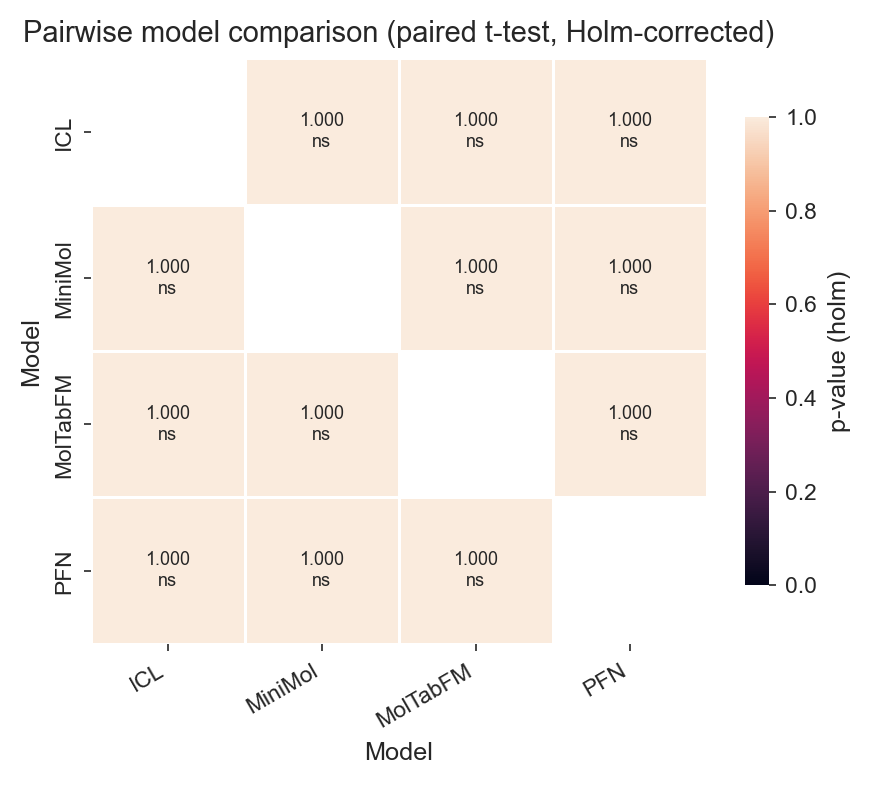 Pairwise model comparison (paired t-test, Holm-corrected)
ICL
1.000
ns
1.000
ns
1.000
ns
MiniMol
1.000
ns
1.000
ns
1.000
ns
MolTabFM
1.000
ns
1.000
ns
1.000
ns
PFN
1.000
ns
1.000
ns
1.000
ns
Model
ICL
MiniMol
MolTabFM
PFN
Model
1.0
0.8
0.6
0.4
0.2
0.0
p-value (holm)